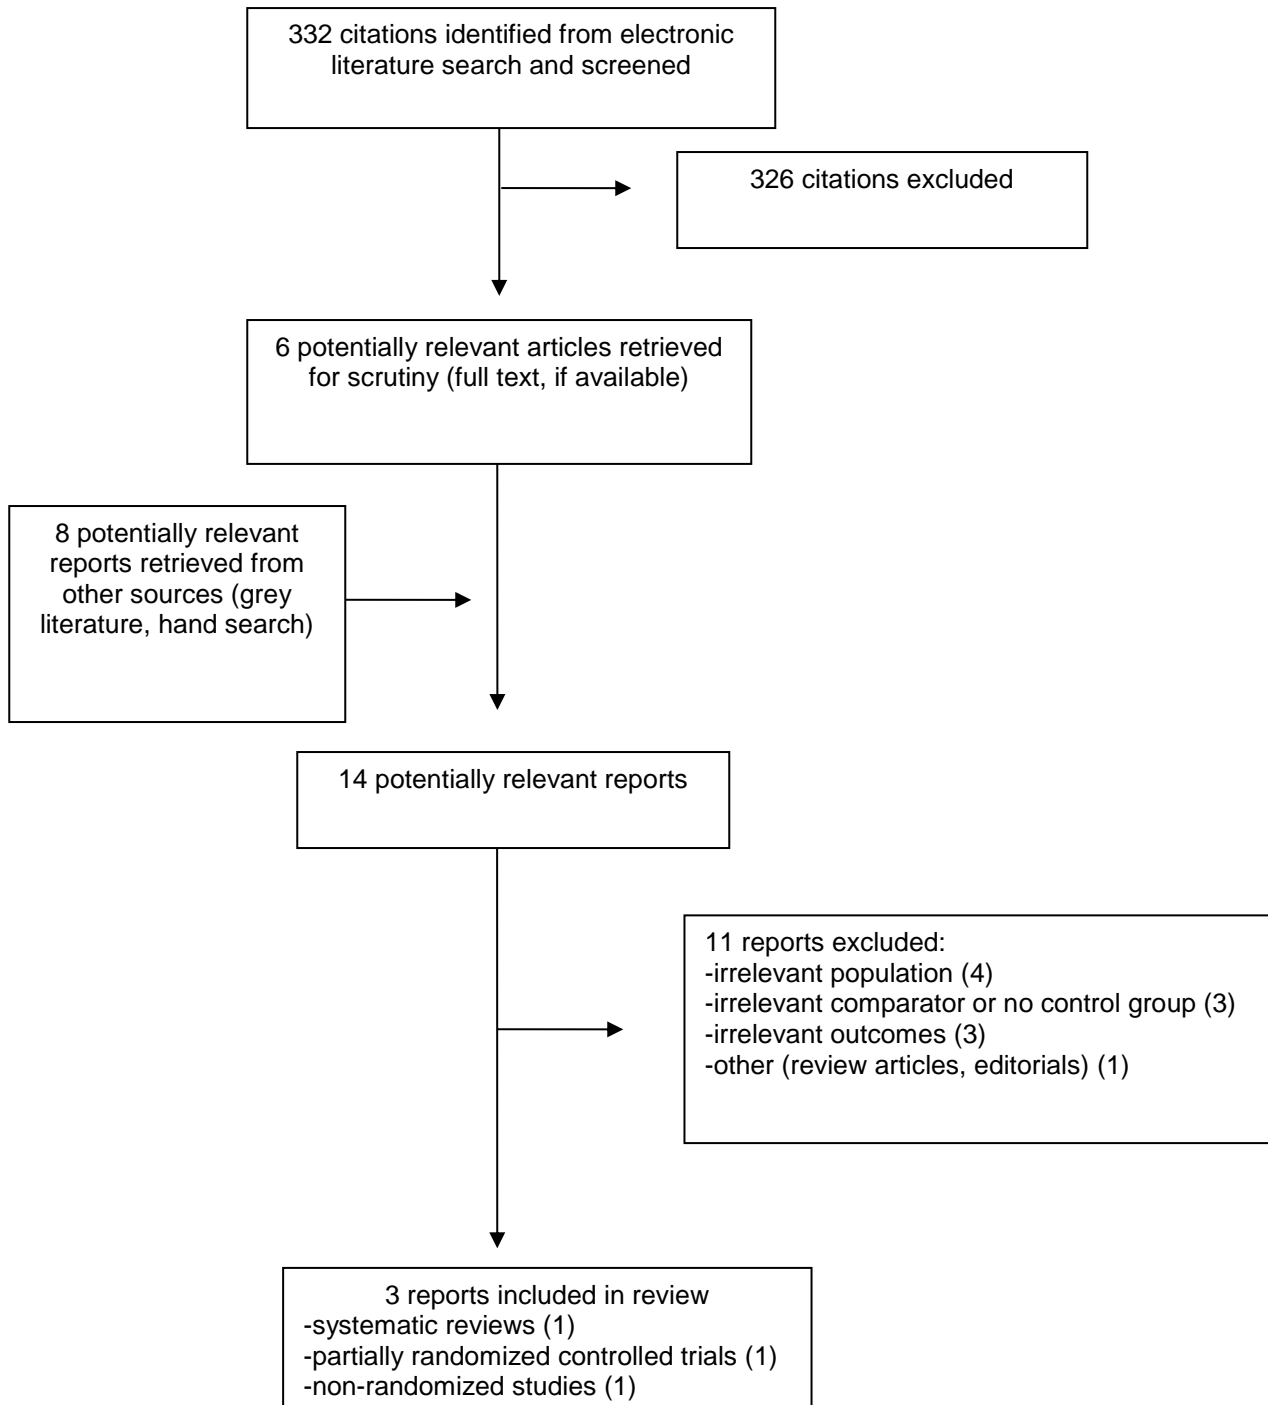 332 citations identified from electronic
literature search and screened
326 citations excluded
6 potentially relevant articles retrieved
for scrutiny (full text, if available)
8 potentially relevant
reports retrieved from
other sources (grey
literature, hand search)
14 potentially relevant reports
11 reports excluded:
-irrelevant population (4)
-irrelevant comparator or no control group (3)
-irrelevant outcomes (3)
-other (review articles, editorials) (1)
3 reports included in review
-systematic reviews (1)
-partially randomized controlled trials (1)
-non-randomized studies (1)